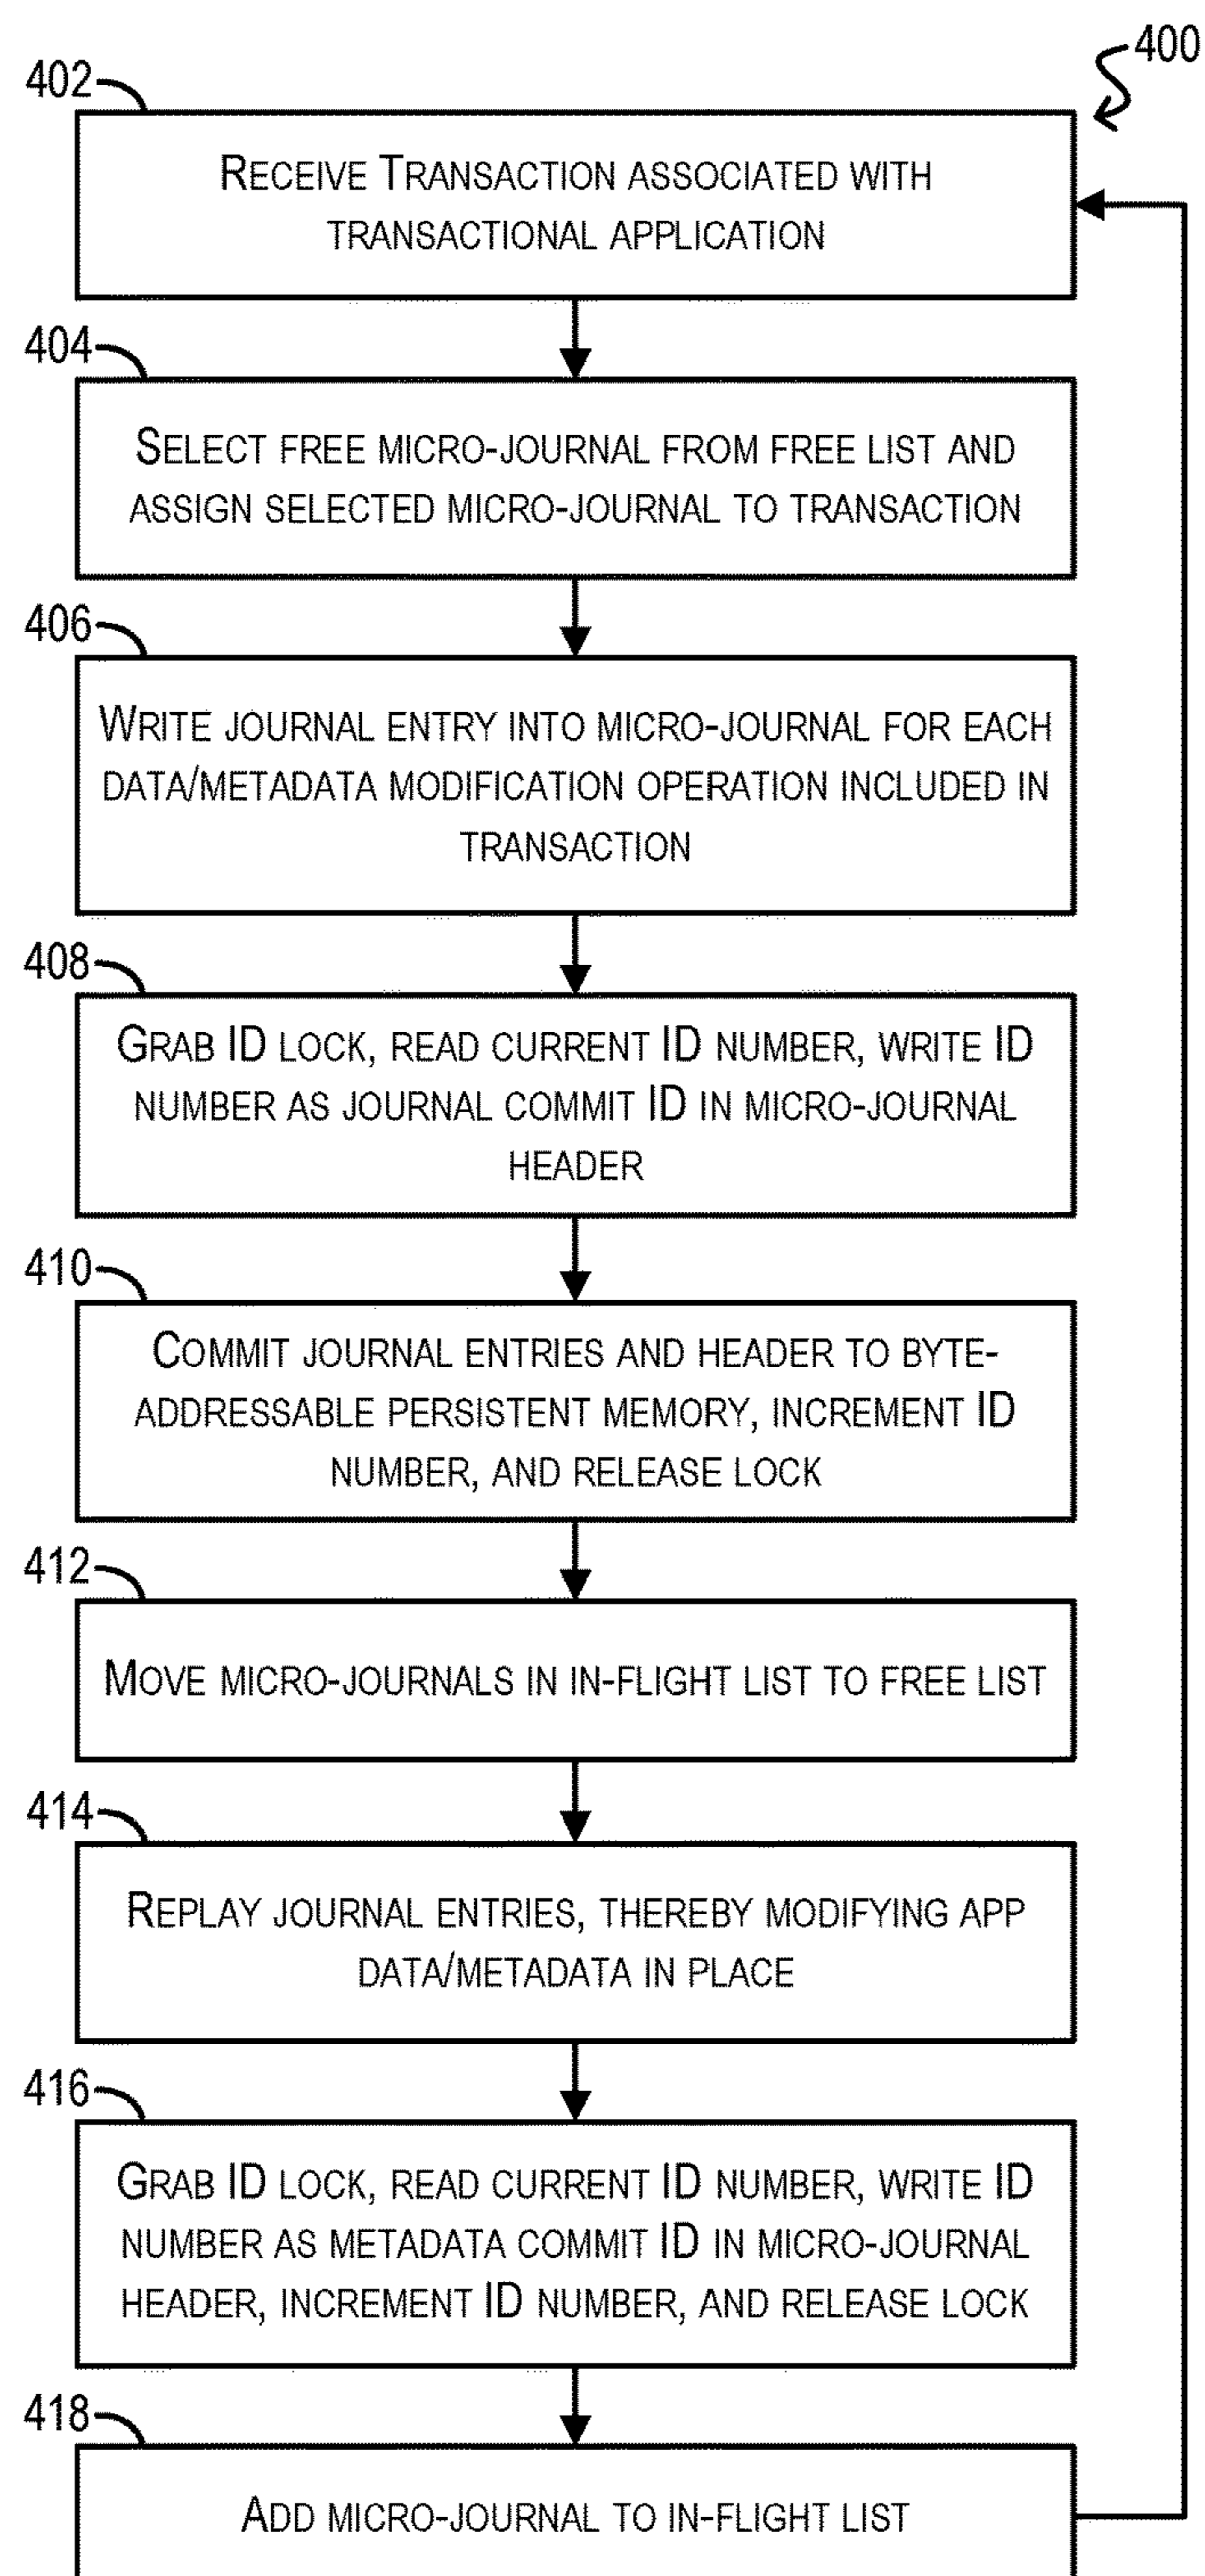 400
402
Receive Transaction associated with
transactional application
404
Select free micro-journal from free list and
assign selected micro-journal to transaction
406
Write journal entry into micro-journal for each
data/metadata modification operation included in
transaction
408
Grab ID lock, read current ID number, write ID
number as journal commit ID in micro-journal
header
410
Commit journal entries and header to byte-
addressable persistent memory, increment ID
number, and release lock
412
Move micro-journals in in-flight list to free list
414
Replay journal entries, thereby modifying app
data/metadata in place
416
Grab ID lock, read current ID number, write ID
number as metadata commit ID in micro-journal
header, increment ID number, and release lock
418
Add micro-journal to in-flight list